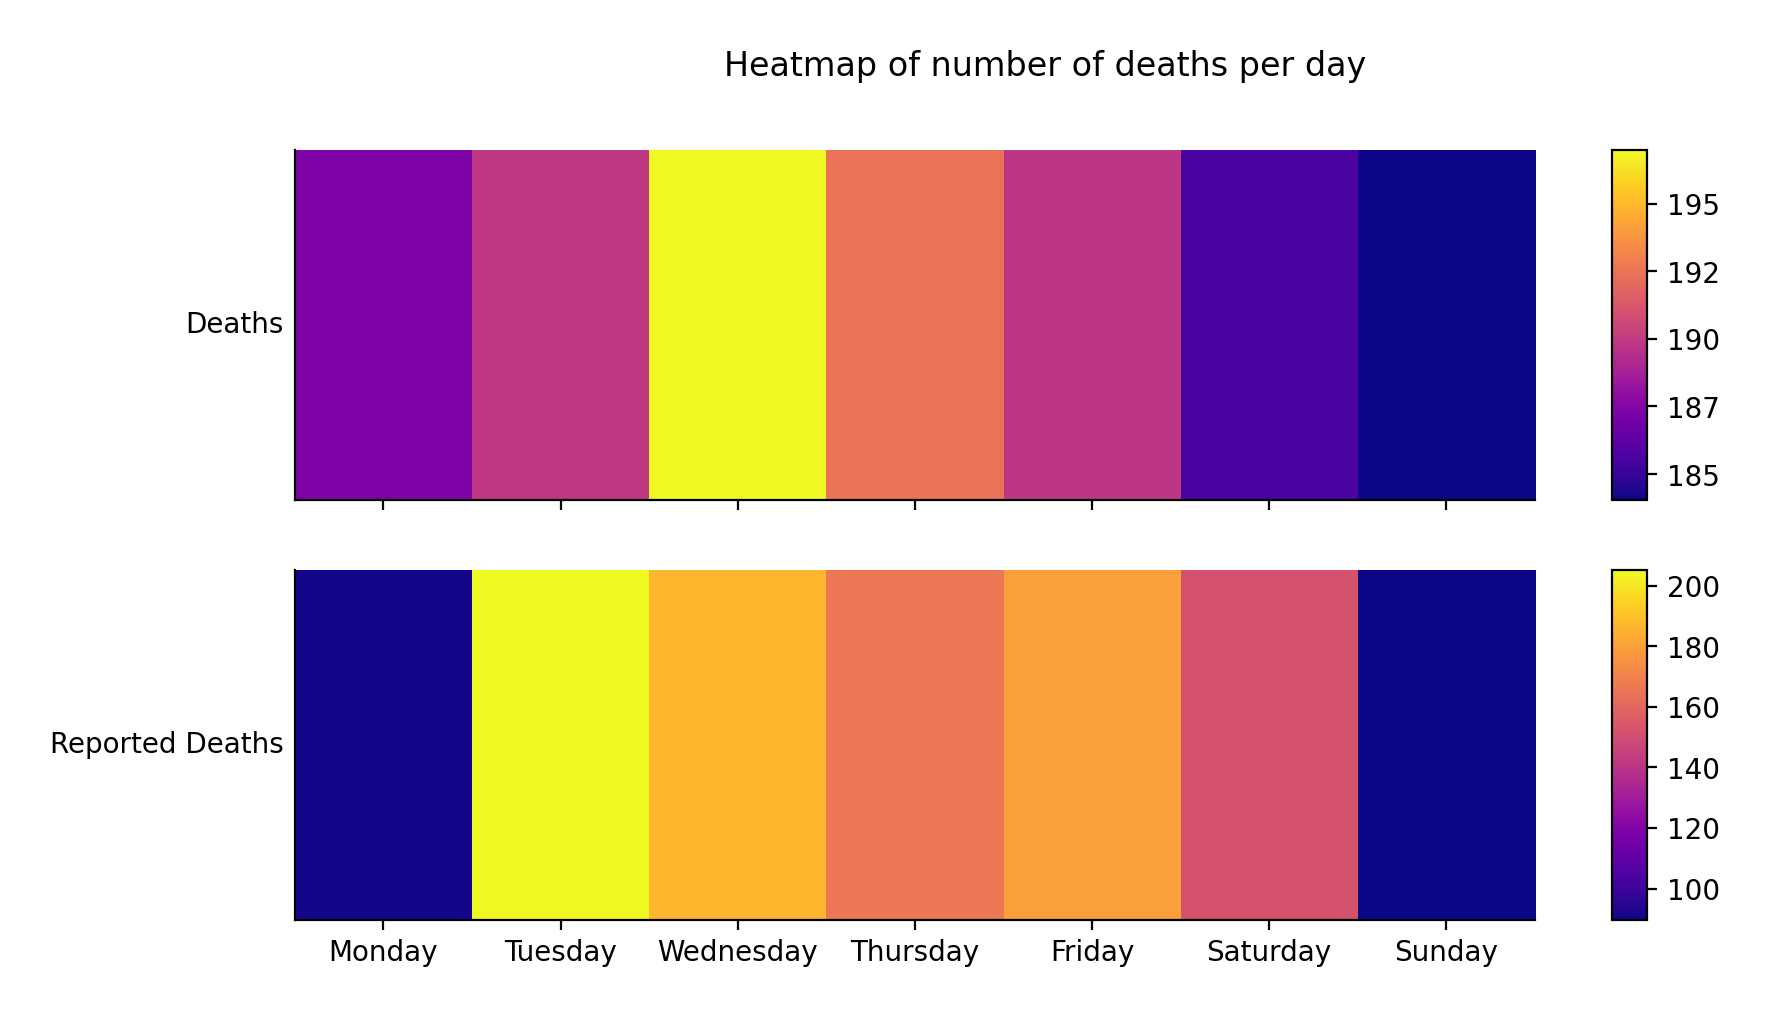 Heatmap of number of deaths per day
195
192
Deaths
190
187
185
200
180
160
Reported Deaths
140
120
100
Monday Tuesday Wednesday Thursday Friday Saturday Sunday